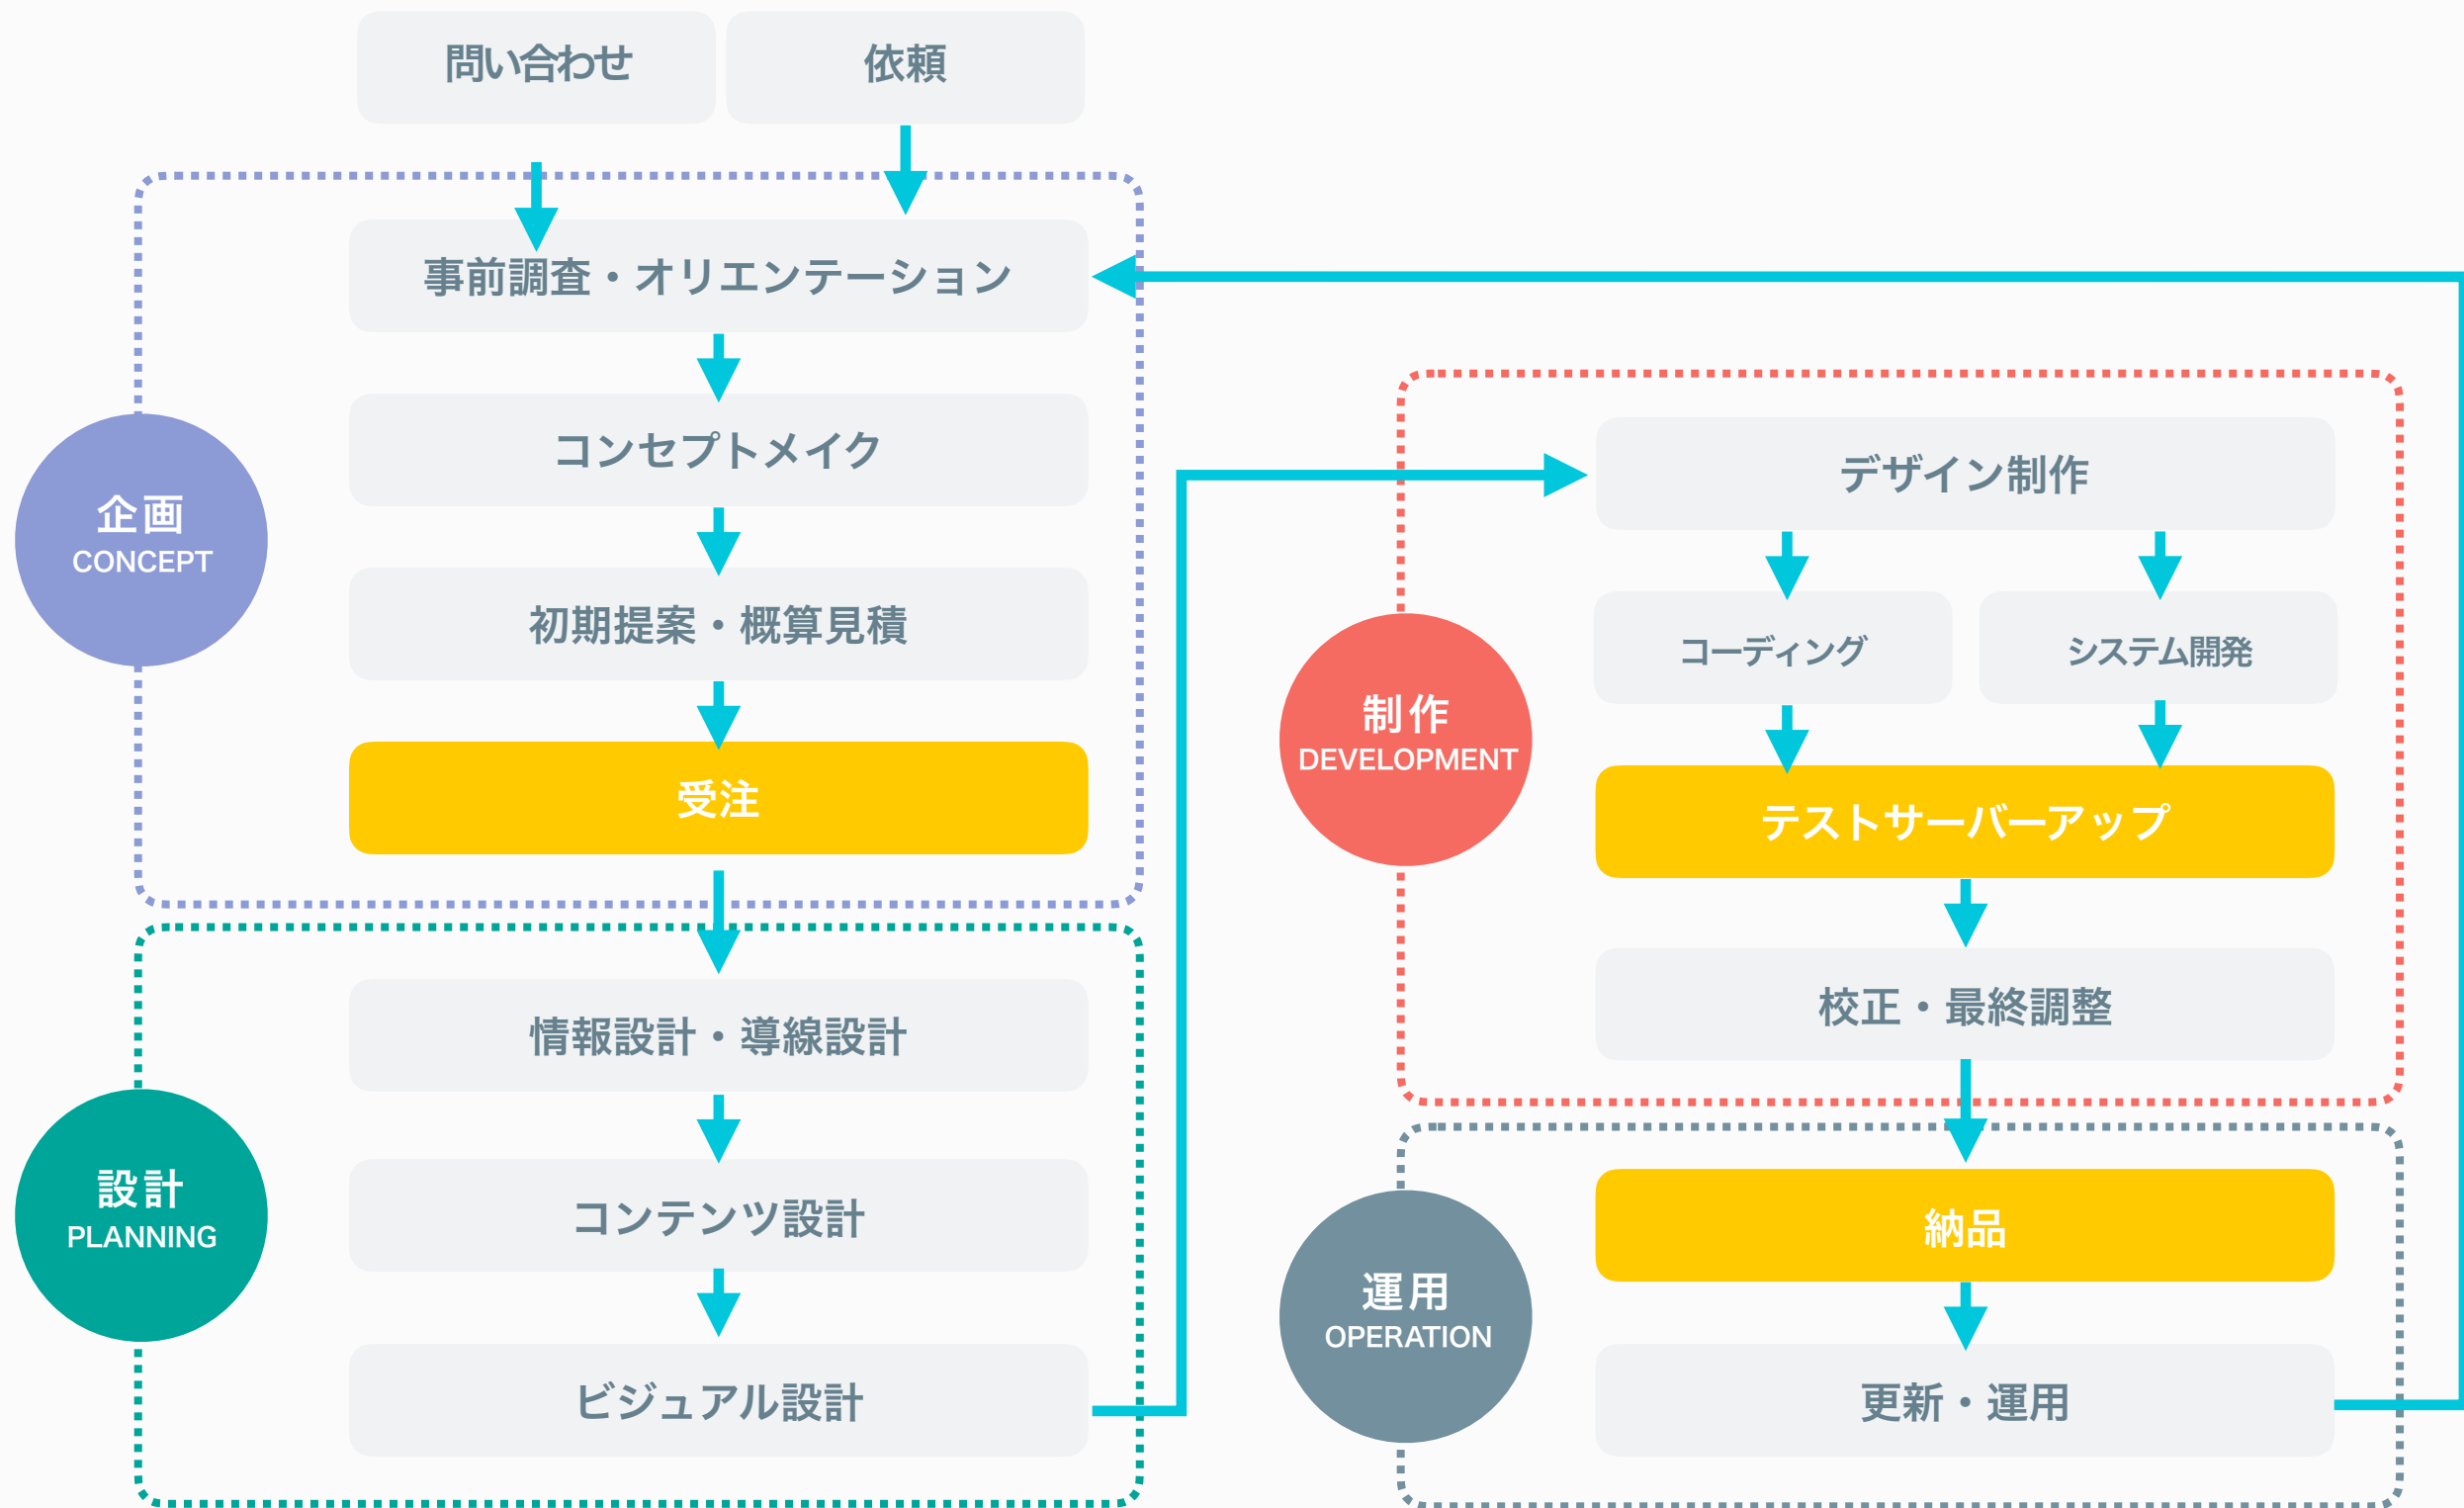 問い合わせ
依頼
事前調査・オリエンテーション
コンセプトメイク
初期提案・概算見積
受注
企画
CONCEPT
情報設計・導線設計
コンテンツ設計
ビジュアル設計
設計
PLANNING
デザイン制作
コーディング
システム開発
テストサーバーアップ
校正・最終調整
制作
DEVELOPMENT
納品
更新・運用
運用
OPERATION